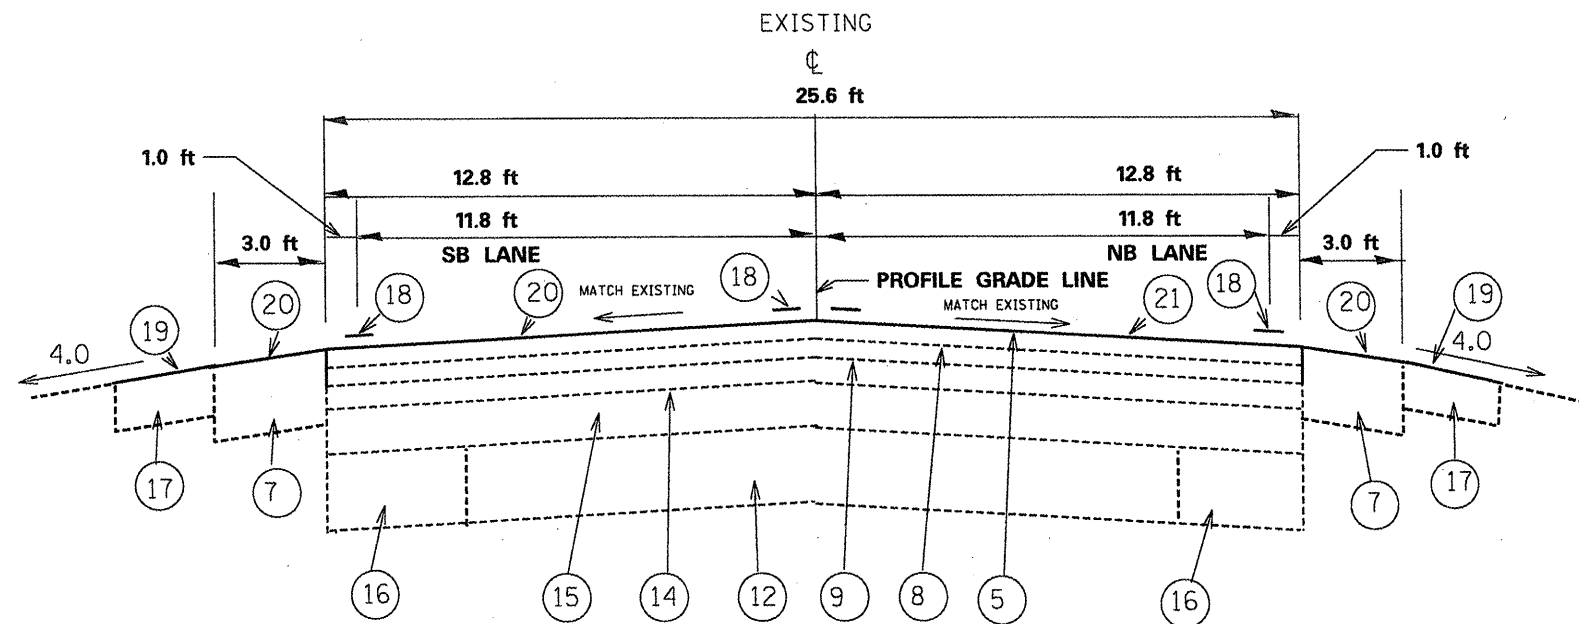 EXISTING
℄
25.6 ft
1.0 ft
1.0 ft
12.8 ft
12.8 ft
11.8 ft
11.8 ft
3.0 ft
SB LANE
NB LANE
3.0 ft
18
20
MATCH EXISTING
18
PROFILE GRADE LINE
MATCH EXISTING
21
18
20
19
20
19
4.0
4.0
17
7
7
17
16
15
14
12
9
8
5
16